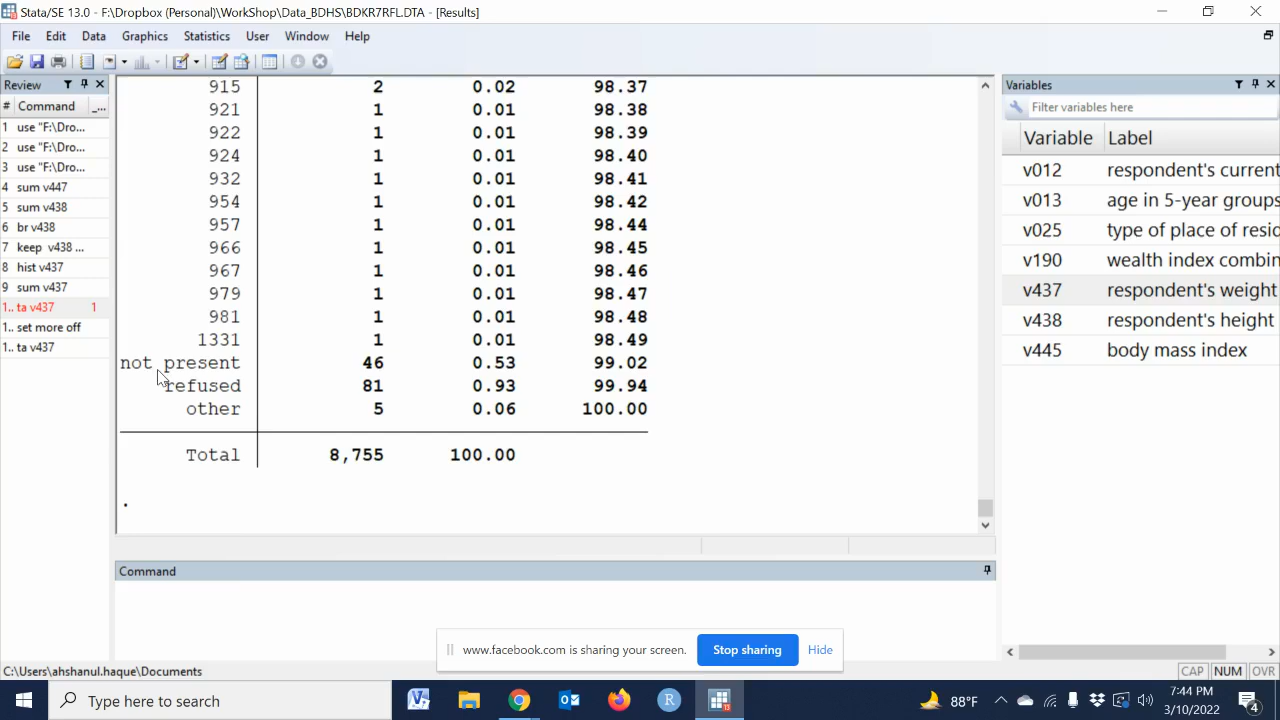 Stata/SE 13.0 - F:\Dropbox (Personal)\WorkShop\Data_BDHS\BDKR7RFL.DTA - [Results]
File Edit Data Graphics Statistics User Window Help
Review
# Command _...
1 use "F:\Dro...
2 use "F:\Dro...
3 use "F:\Dro...
4 sum v447
5 sum v438
6 br v438
7 keep v438 ...
8 hist v437
9 sum v437
1.. ta v437 1
1.. set more off
1.. ta v437
915 2 0.02 98.37
921 1 0.01 98.38
922 1 0.01 98.39
924 1 0.01 98.40
932 1 0.01 98.41
954 1 0.01 98.42
957 1 0.01 98.44
966 1 0.01 98.45
967 1 0.01 98.46
979 1 0.01 98.47
981 1 0.01 98.48
1331 1 0.01 98.49
not present 46 0.53 99.02
refused 81 0.93 99.94
other 5 0.06 100.00
Total 8,755 100.00
.
Command
Variables
Filter variables here
Variable Label
v012 respondent's current
v013 age in 5-year groups
v025 type of place of resid
v190 wealth index combin
v437 respondent's weight
v438 respondent's height
v445 body mass index
www.facebook.com is sharing your screen. Stop sharing Hide
C:\Users\ahshanul.haque\Documents
CAP NUM OVR
Type here to search
88°F
7:44 PM
3/10/2022
4